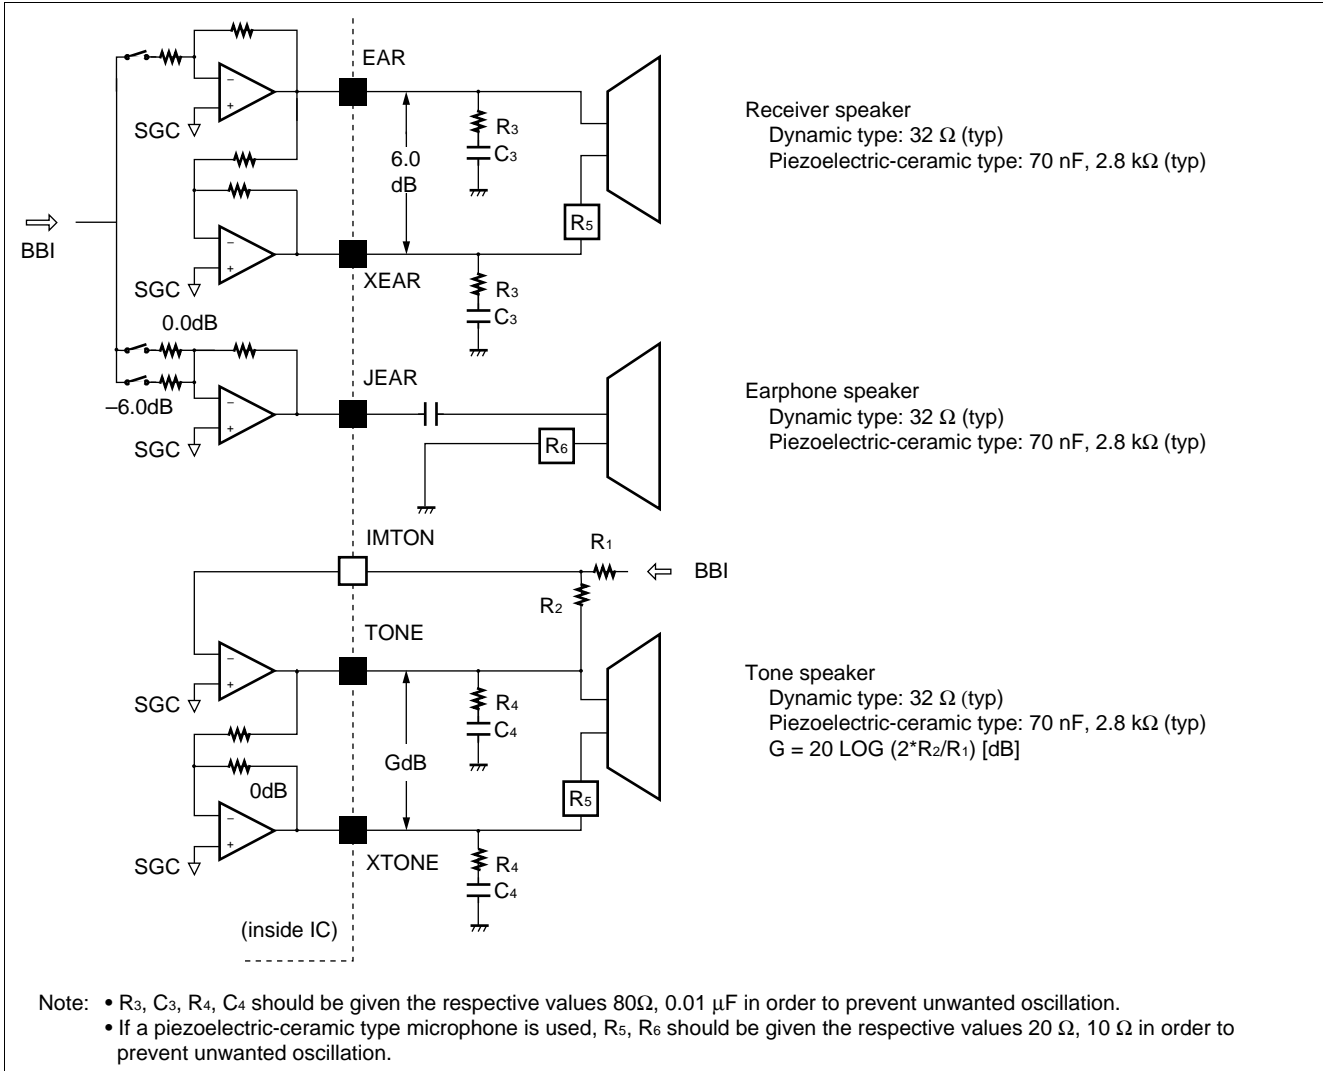 EAR
Receiver speaker
Dynamic type: 32 Ω (typ)
Piezoelectric-ceramic type: 70 nF, 2.8 kΩ (typ)
−
+
SGC
R3
C3
6.0
dB
R5
BBI
−
+
SGC
XEAR
R3
C3
0.0dB
JEAR
Earphone speaker
Dynamic type: 32 Ω (typ)
Piezoelectric-ceramic type: 70 nF, 2.8 kΩ (typ)
–6.0dB
−
+
SGC
R6
IMTON
R1
BBI
R2
TONE
−
+
SGC
Tone speaker
Dynamic type: 32 Ω (typ)
Piezoelectric-ceramic type: 70 nF, 2.8 kΩ (typ)
G = 20 LOG (2*R2/R1) [dB]
R4
C4
GdB
0dB
R5
−
+
SGC
XTONE
R4
C4
(inside IC)
Note: • R3, C3, R4, C4 should be given the respective values 80Ω, 0.01 µF in order to prevent unwanted oscillation.
• If a piezoelectric-ceramic type microphone is used, R5, R6 should be given the respective values 20 Ω, 10 Ω in order to
prevent unwanted oscillation.